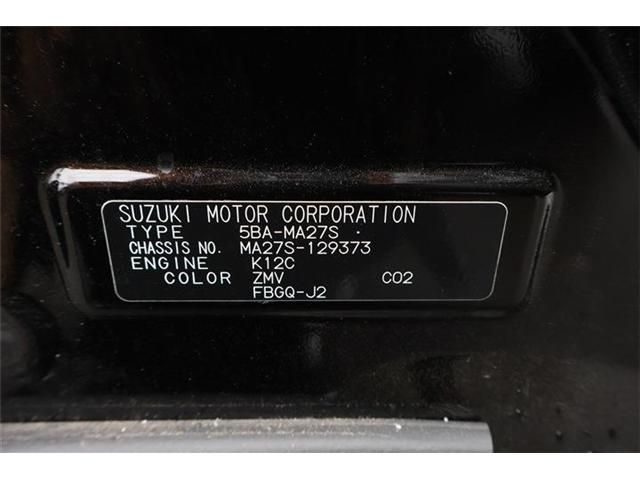 SUZUKI MOTOR CORPORATION
TYPE 5BA-MA27S
CHASSIS NO. MA27S-129373
ENGINE K12C
COLOR ZMV C02
FBGQ-J2